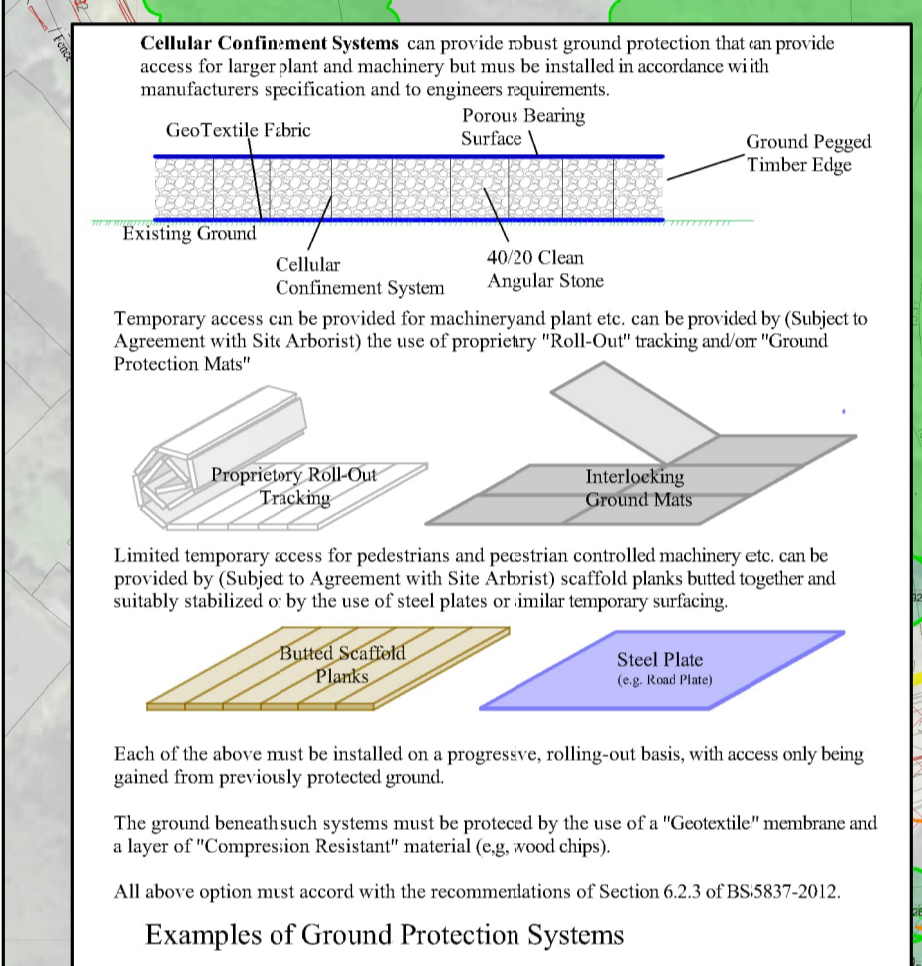 Fence
Cellular Confinement Systems can provide robust ground protection that can provide
access for larger plant and machinery but mus be installed in accordance wiith
manufacturers specification and to engineers requirements.
GeoTextile Fabric
Porous Bearing
Surface
Ground Pegged
Timber Edge
Existing Ground
Cellular
Confinement System
40/20 Clean
Angular Stone
Temporary access can be provided for machineryand plant etc. can be provided by (Subject to
Agreement with Site Arborist) the use of proprietry "Roll-Out" tracking and/orr "Ground
Protection Mats"
Proprietory Roll-Out
Tracking
Interlocking
Ground Mats
Limited temporary access for pedestrians and pecestrian controlled machinery etc. can be
provided by (Subject to Agreement with Site Arbrist) scaffold planks butted together and
suitably stabilized or by the use of steel plates or similar temporary surfacing.
Butted Scaffold
Planks
Steel Plate
(e.g. Road Plate)
Each of the above must be installed on a progressve, rolling-out basis, with access only being
gained from previously protected ground.
The ground beneathsuch systems must be proteced by the use of a "Geotextile" membrane and
a layer of "Compression Resistant" material (e,g, wood chips).
All above option must accord with the recommendations of Section 6.2.3 of BS5837-2012.
Examples of Ground Protection Systems